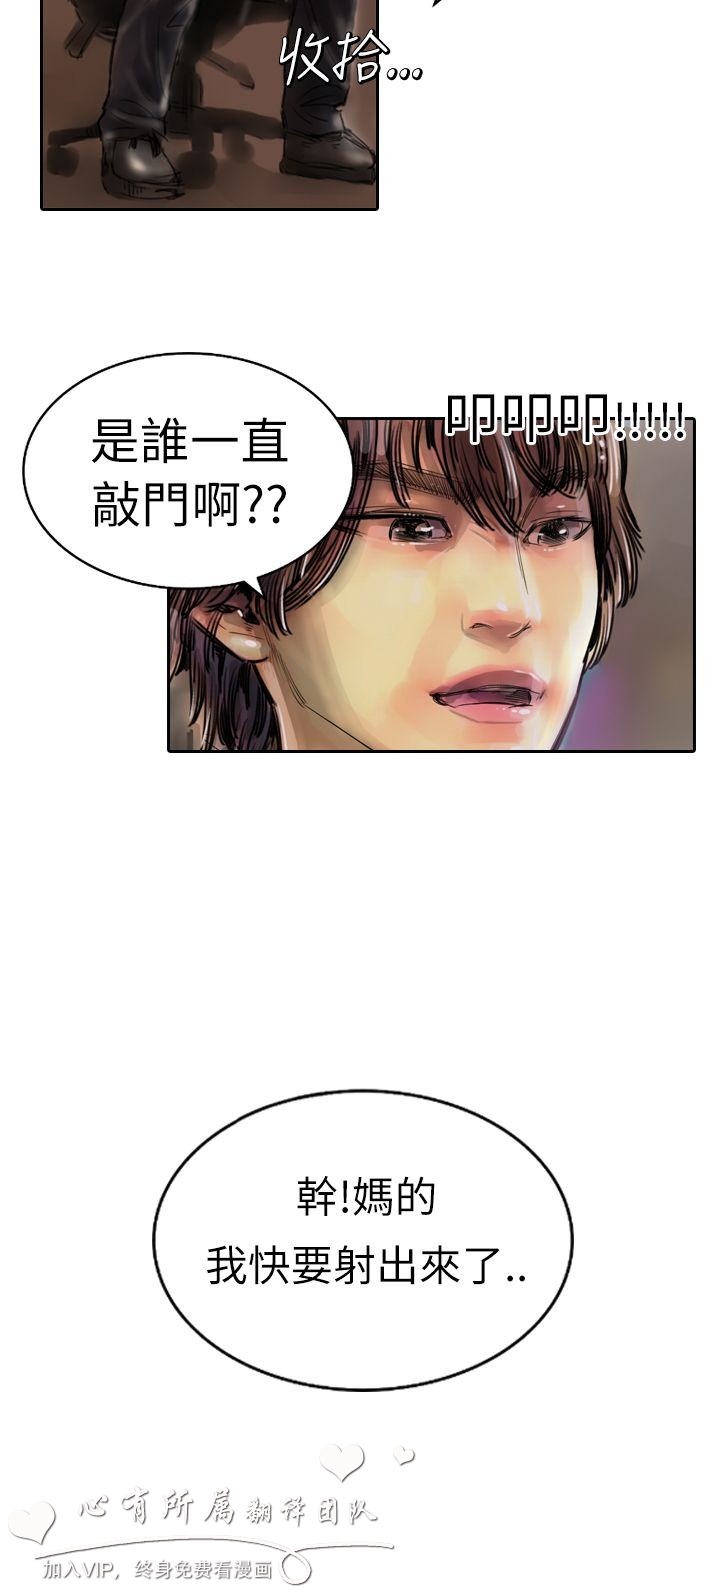 收拾...
叩叩叩!!!!!
是誰一直
敲門啊??
幹!媽的
我快要射出來了..
心有所属翻译团队
加入VIP，终身免费看漫画